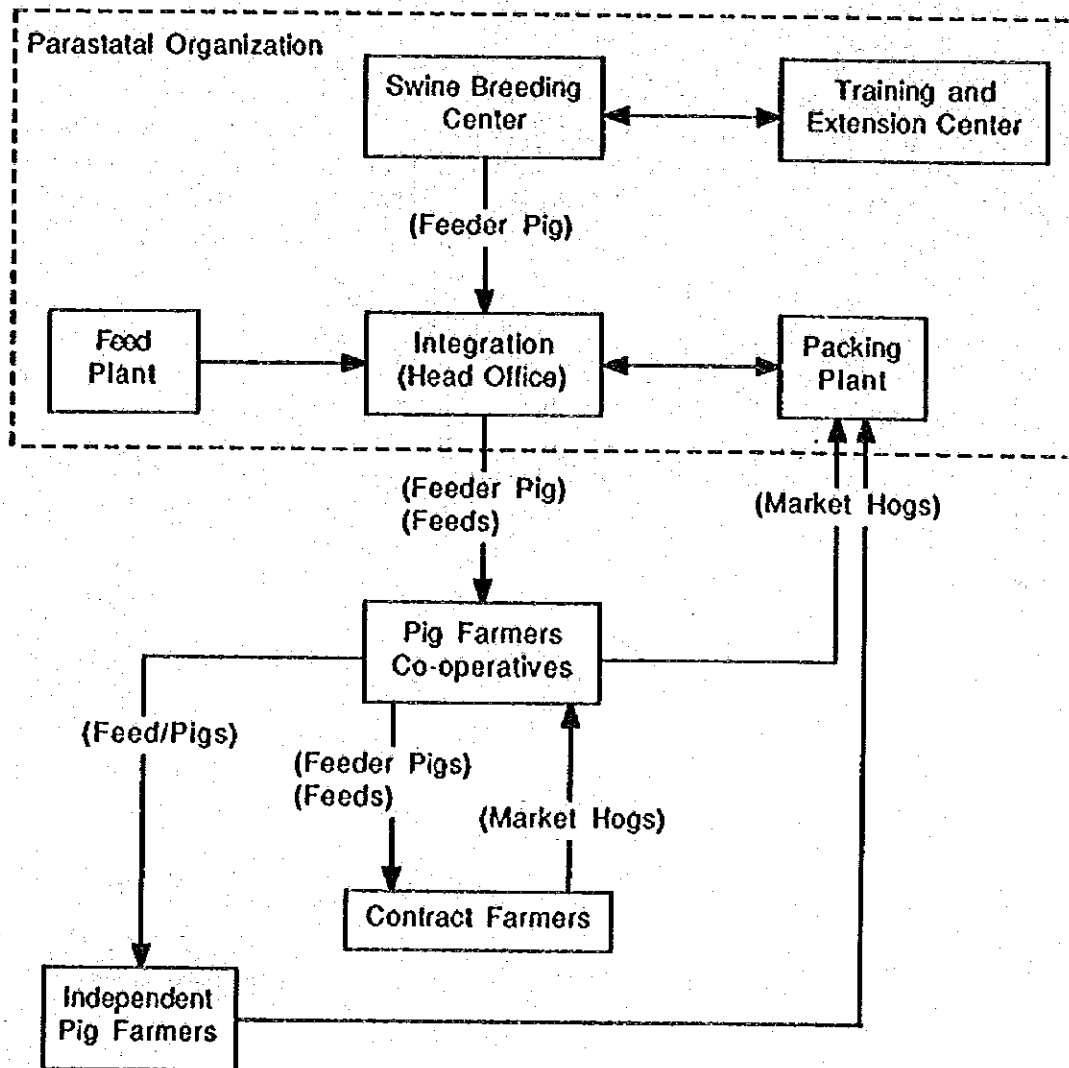 Parastatal Organization
Swine Breeding
Center
Training and
Extension Center
(Feeder Pig)
Feed
Plant
Integration
(Head Office)
Packing
Plant
(Feeder Pig)
(Feeds)
(Market Hogs)
Pig Farmers
Co-operatives
(Feed/Pigs)
(Feeder Pigs)
(Feeds)
(Market Hogs)
Contract Farmers
Independent
Pig Farmers